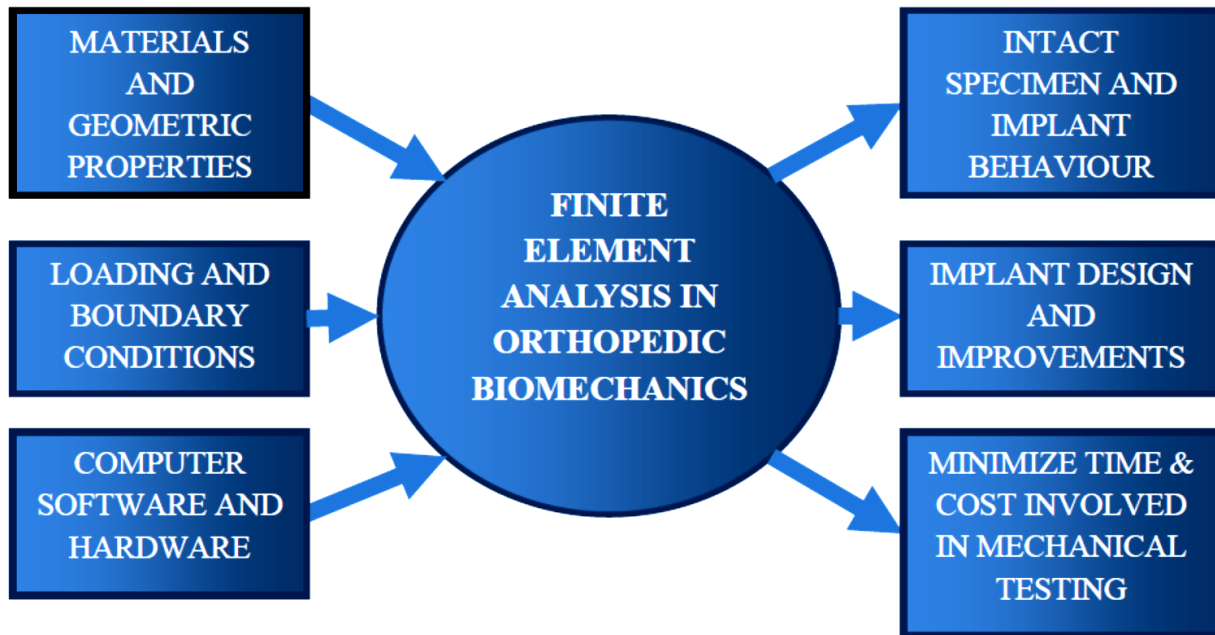 MATERIALS
AND
GEOMETRIC
PROPERTIES
LOADING AND
BOUNDARY
CONDITIONS
COMPUTER
SOFTWARE AND
HARDWARE
FINITE
ELEMENT
ANALYSIS IN
ORTHOPEDIC
BIOMECHANICS
INTACT
SPECIMEN AND
IMPLANT
BEHAVIOUR
IMPLANT DESIGN
AND
IMPROVEMENTS
MINIMIZE TIME &
COST INVOLVED
IN MECHANICAL
TESTING